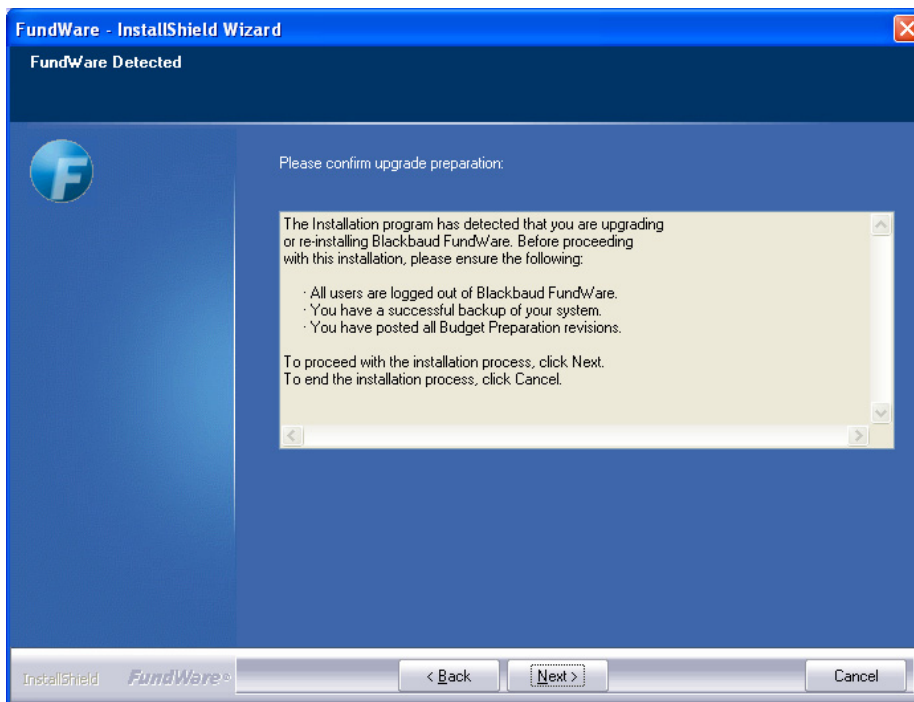 FundWare - InstallShield Wizard
FundWare Detected
F
Please confirm upgrade preparation:
The Installation program has detected that you are upgrading
or re-installing Blackbaud FundWare. Before proceeding
with this installation, please ensure the following:
· All users are logged out of Blackbaud FundWare.
· You have a successful backup of your system.
· You have posted all Budget Preparation revisions.
To proceed with the installation process, click Next.
To end the installation process, click Cancel.
InstallShield FundWare®
< Back
Next >
Cancel